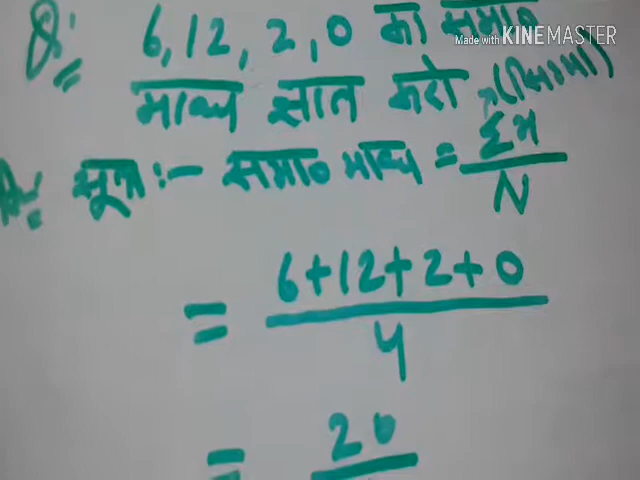 Q: 6, 12, 2, 0 का समा०
Made with KINEMASTER
माध्य ज्ञात करो
(सिग्मा)
सूत्र :- समा० माध्य = Σx
N
= 6+12+2+0
4
= 20